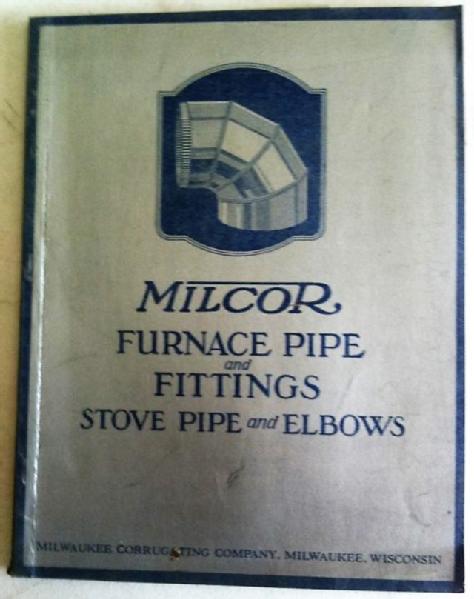 MILCOR
FURNACE PIPE
and
FITTINGS
STOVE PIPE and ELBOWS
MILWAUKEE CORRUGATING COMPANY, MILWAUKEE, WISCONSIN